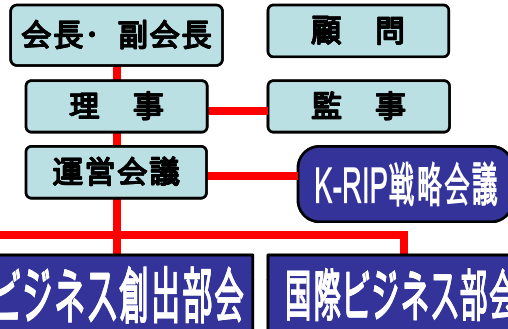 会長・副会長
顧　問
理　事
監　事
運営会議
K-RIP戦略会議
ビジネス創出部会
国際ビジネス部会